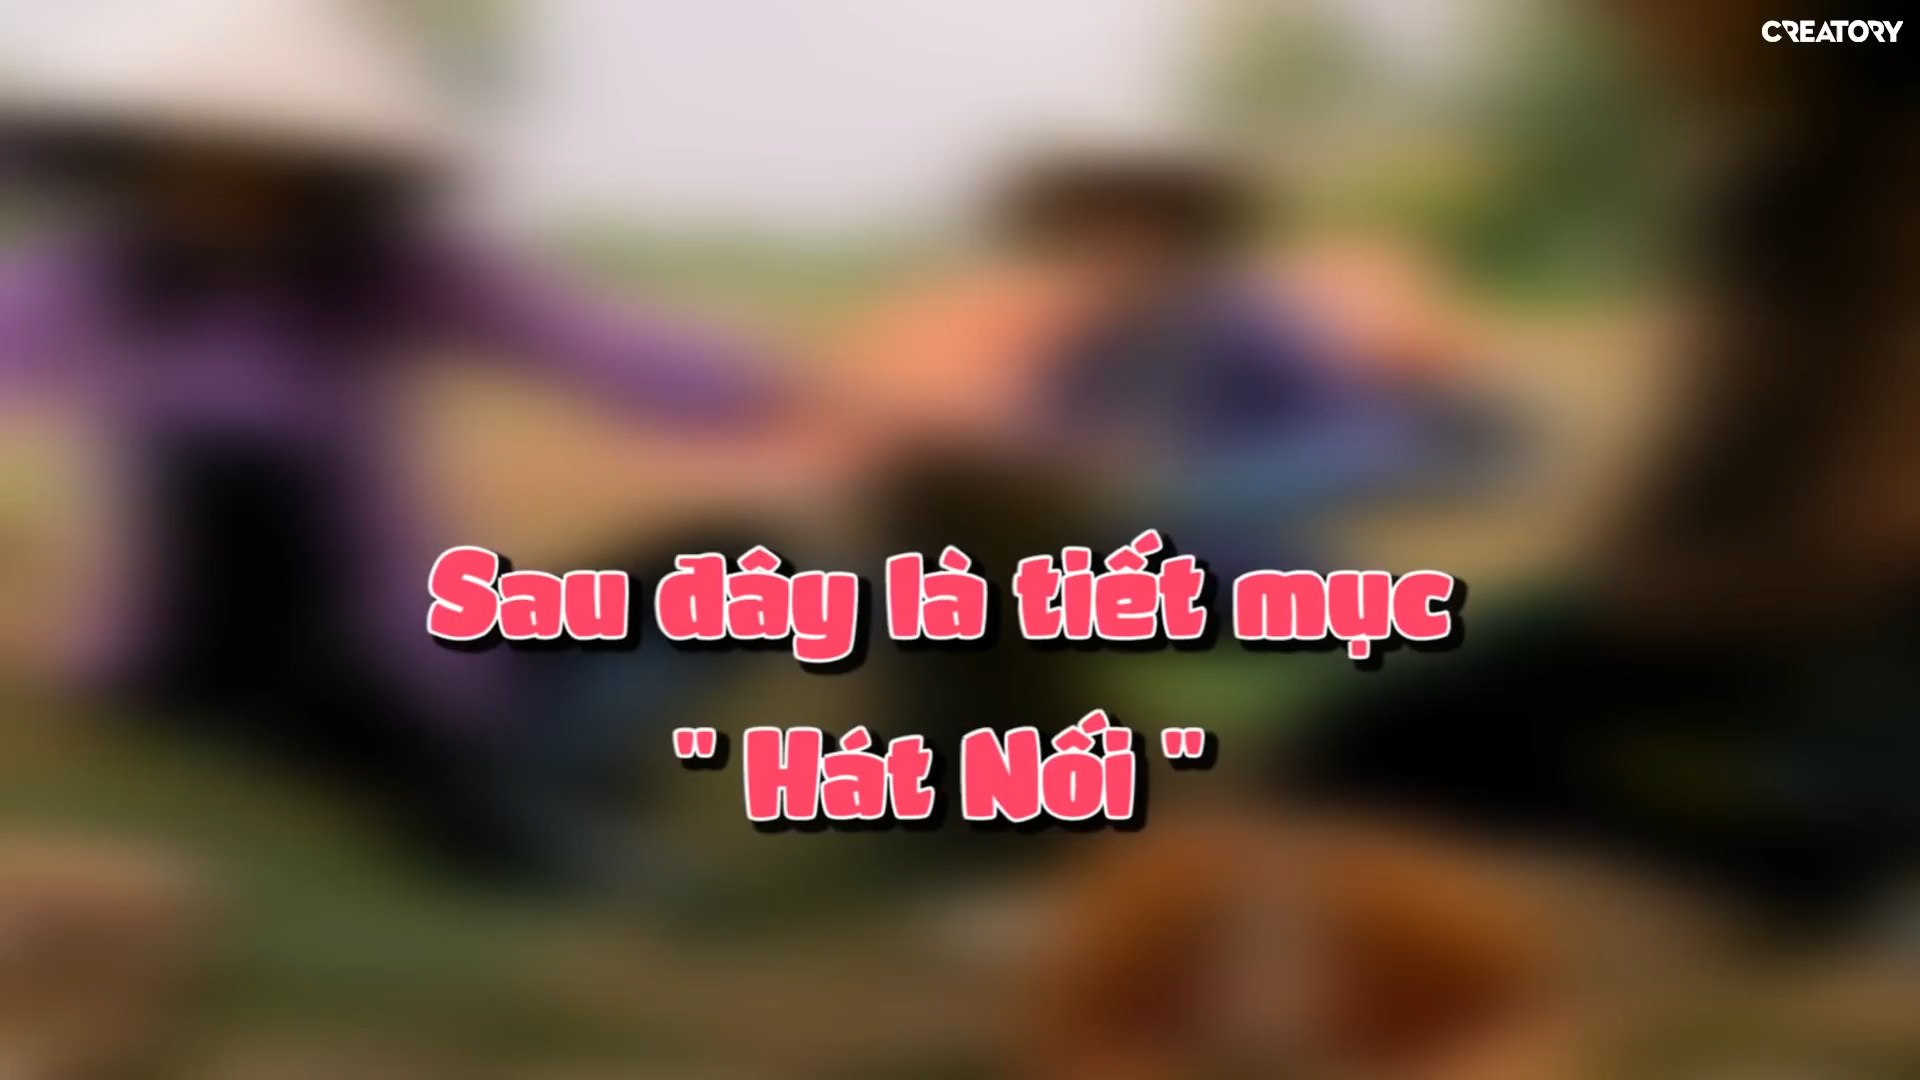 CREATORY
Sau đây là tiết mục
" Hát Nối "